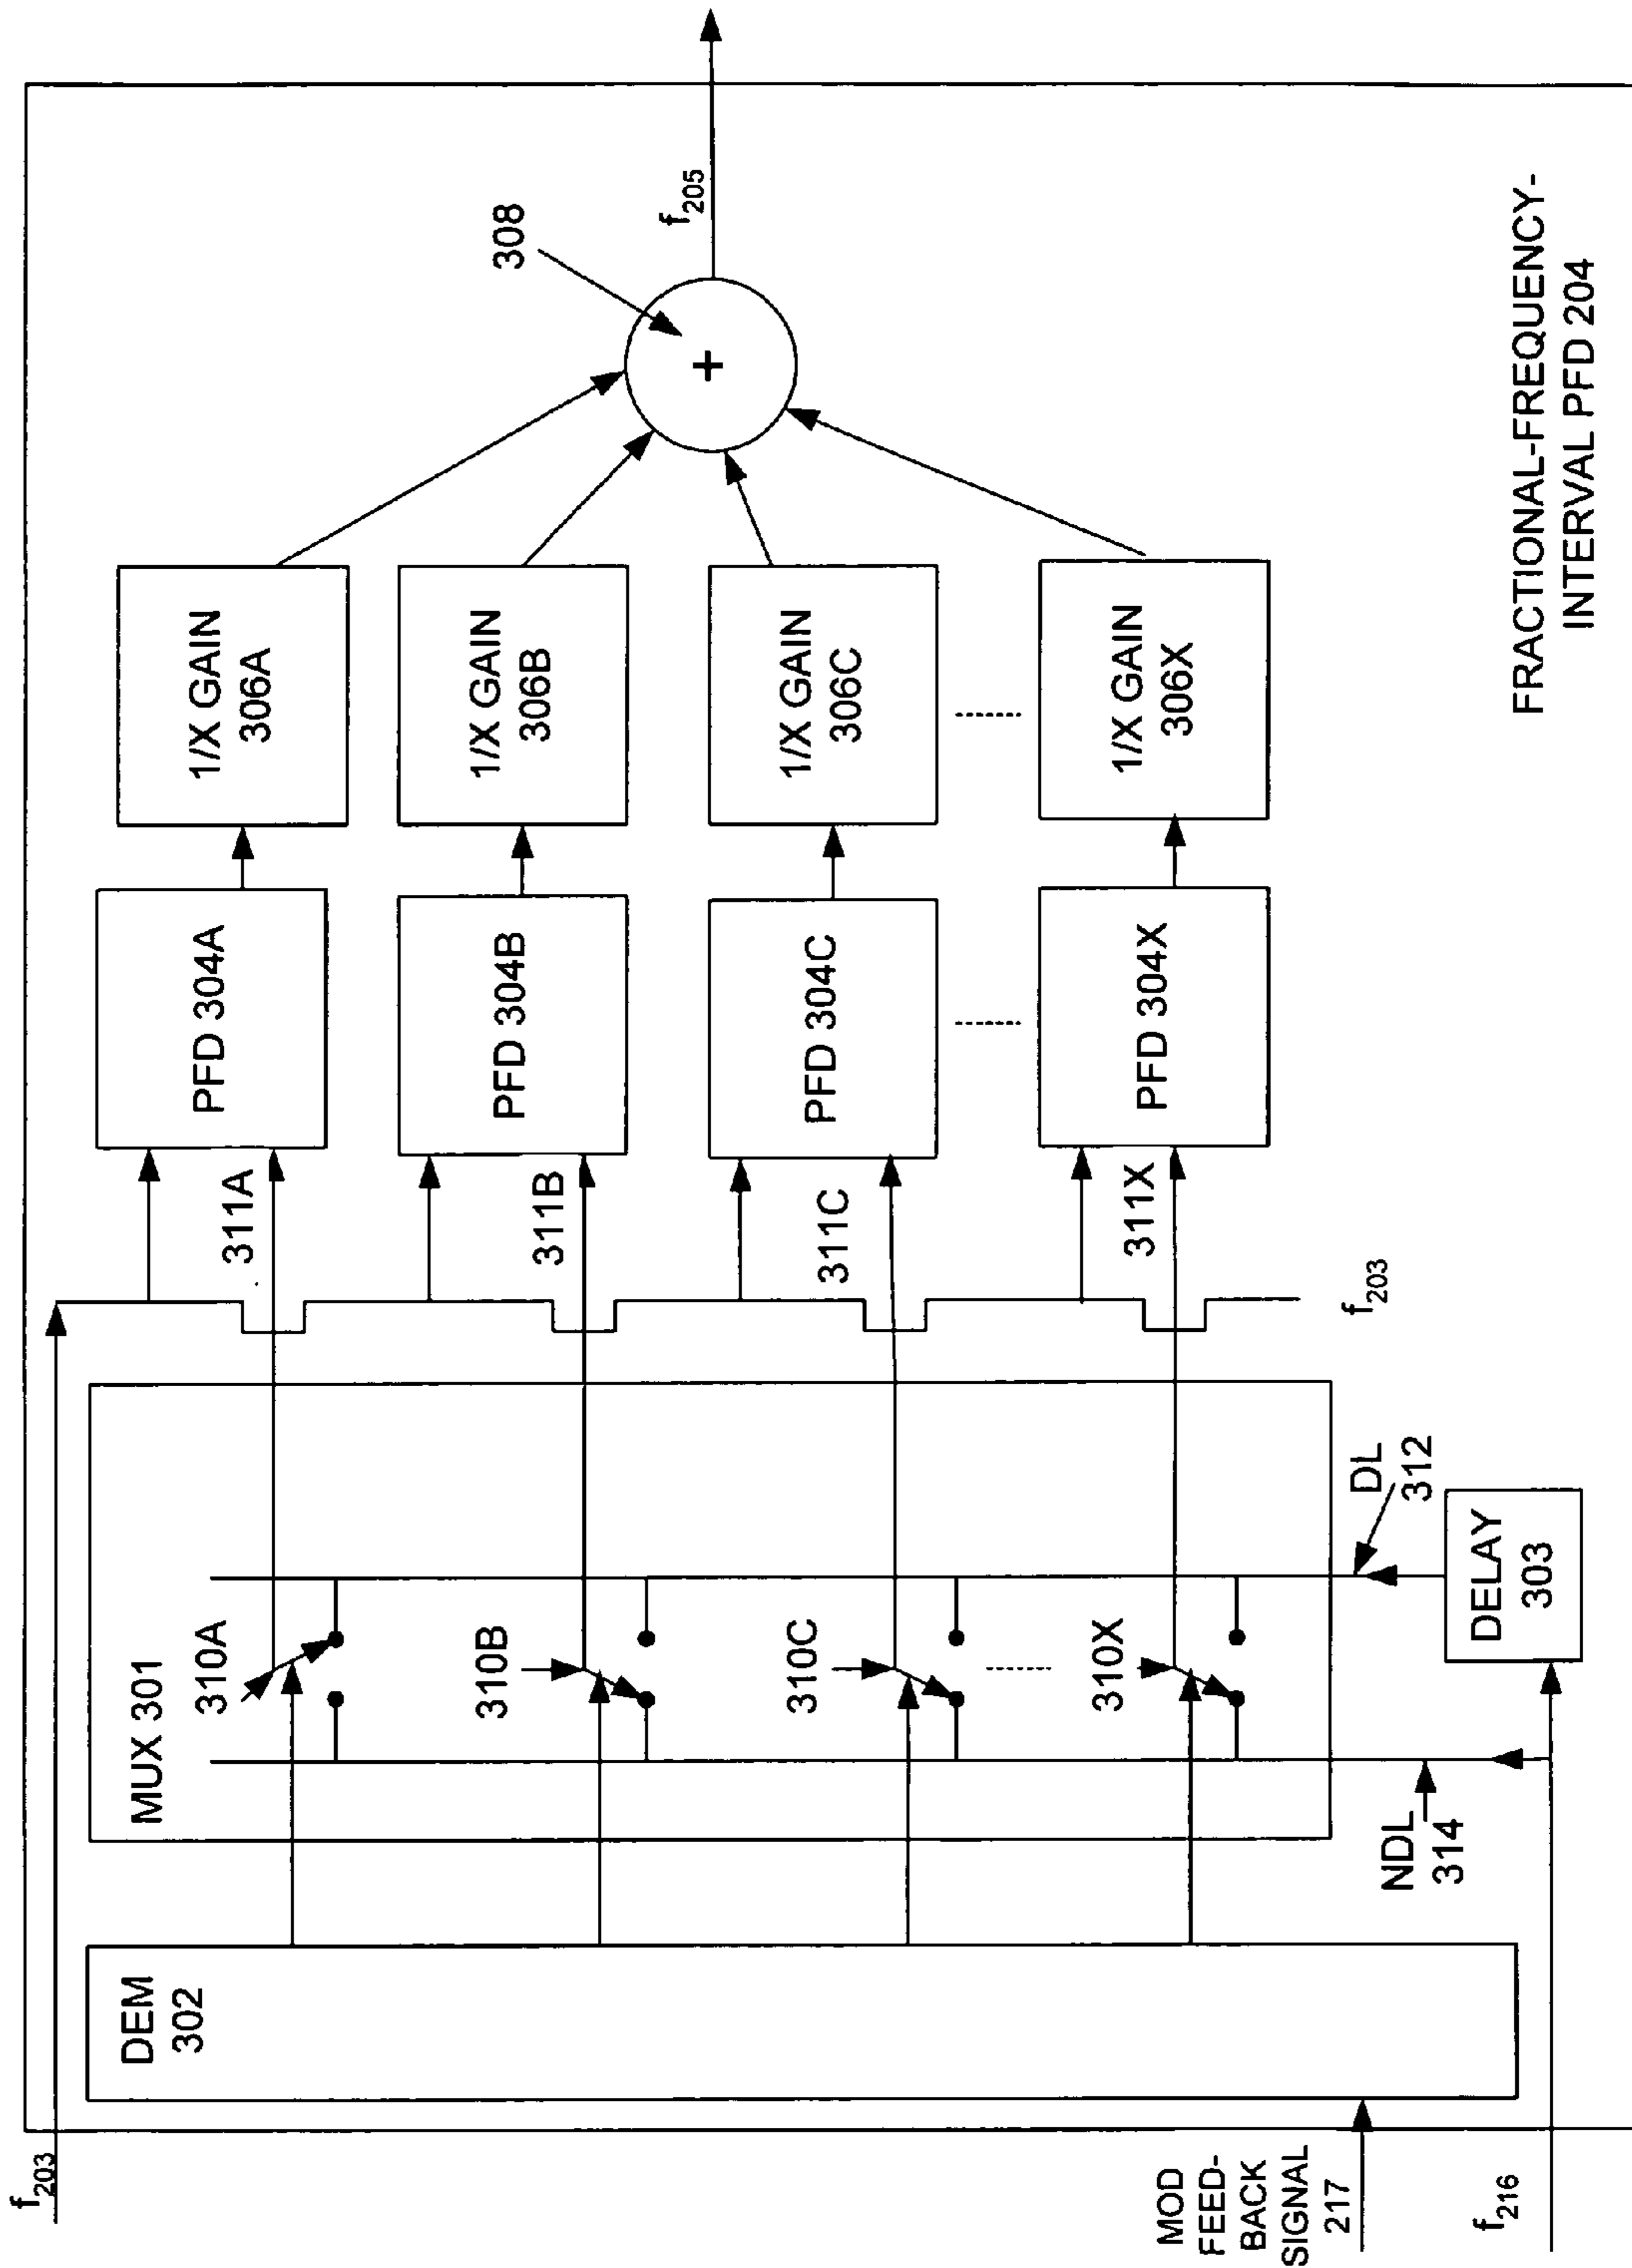 f203
DEM
302
MUX 301
310A
310B
310C
310X
311A
311B
311C
311X
PFD 304A
PFD 304B
PFD 304C
PFD 304X
1/X GAIN
306A
1/X GAIN
306B
1/X GAIN
306C
1/X GAIN
306X
308
+
f205
f203
DL
312
NDL
314
DELAY
303
MOD
FEED-
BACK
SIGNAL
217
f216
FRACTIONAL-FREQUENCY-
INTERVAL PFD 204